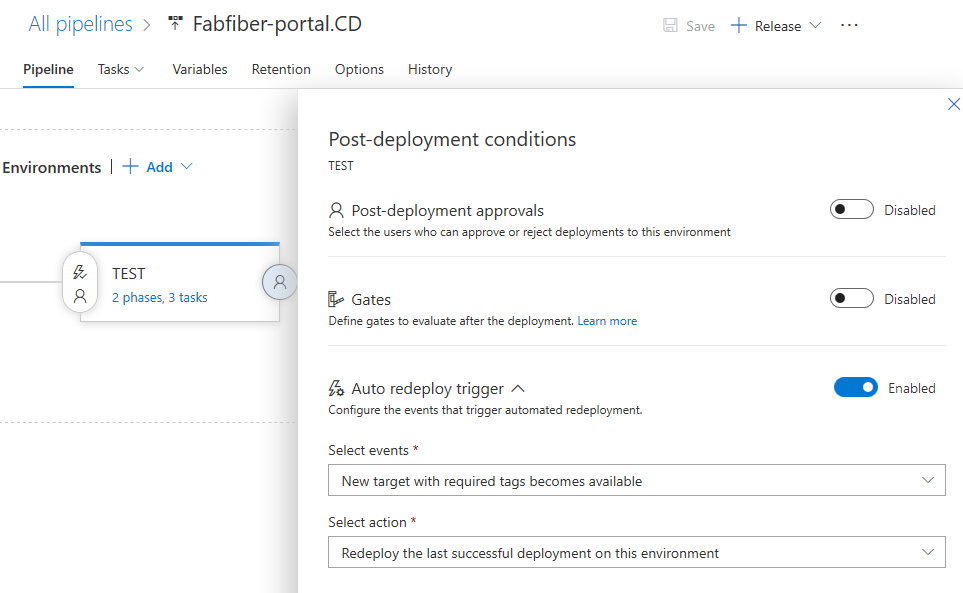 All pipelines > Fabfiber-portal.CD
Save + Release ···
Pipeline Tasks Variables Retention Options History
Environments | + Add
TEST
2 phases, 3 tasks
Post-deployment conditions
TEST
Post-deployment approvals Disabled
Select the users who can approve or reject deployments to this environment
Gates Disabled
Define gates to evaluate after the deployment. Learn more
Auto redeploy trigger Enabled
Configure the events that trigger automated redeployment.
Select events *
New target with required tags becomes available
Select action *
Redeploy the last successful deployment on this environment